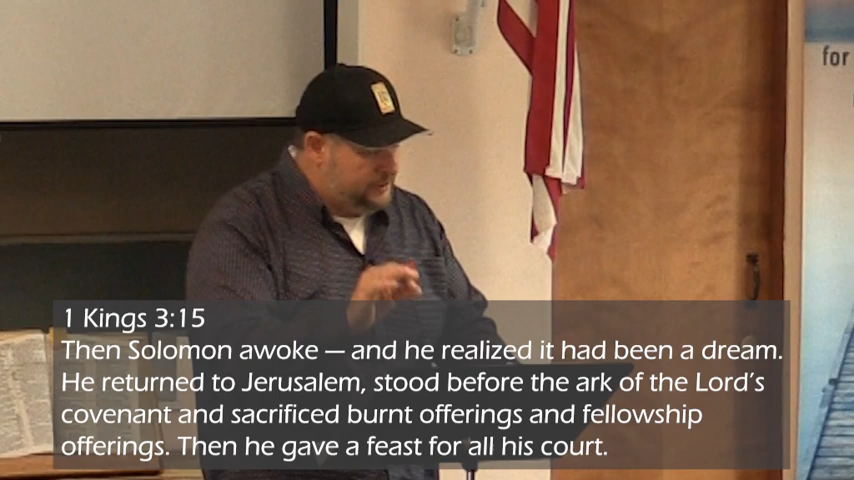 for
1 Kings 3:15
Then Solomon awoke — and he realized it had been a dream.
He returned to Jerusalem, stood before the ark of the Lord's
covenant and sacrificed burnt offerings and fellowship
offerings. Then he gave a feast for all his court.